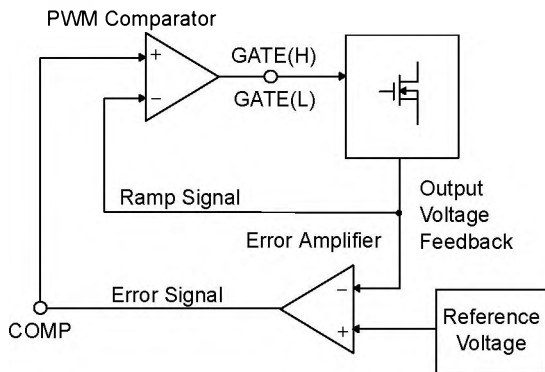 PWM Comparator
+
−
GATE(H)
GATE(L)
Ramp Signal
Output
Voltage
Feedback
Error Amplifier
−
+
Error Signal
COMP
Reference
Voltage